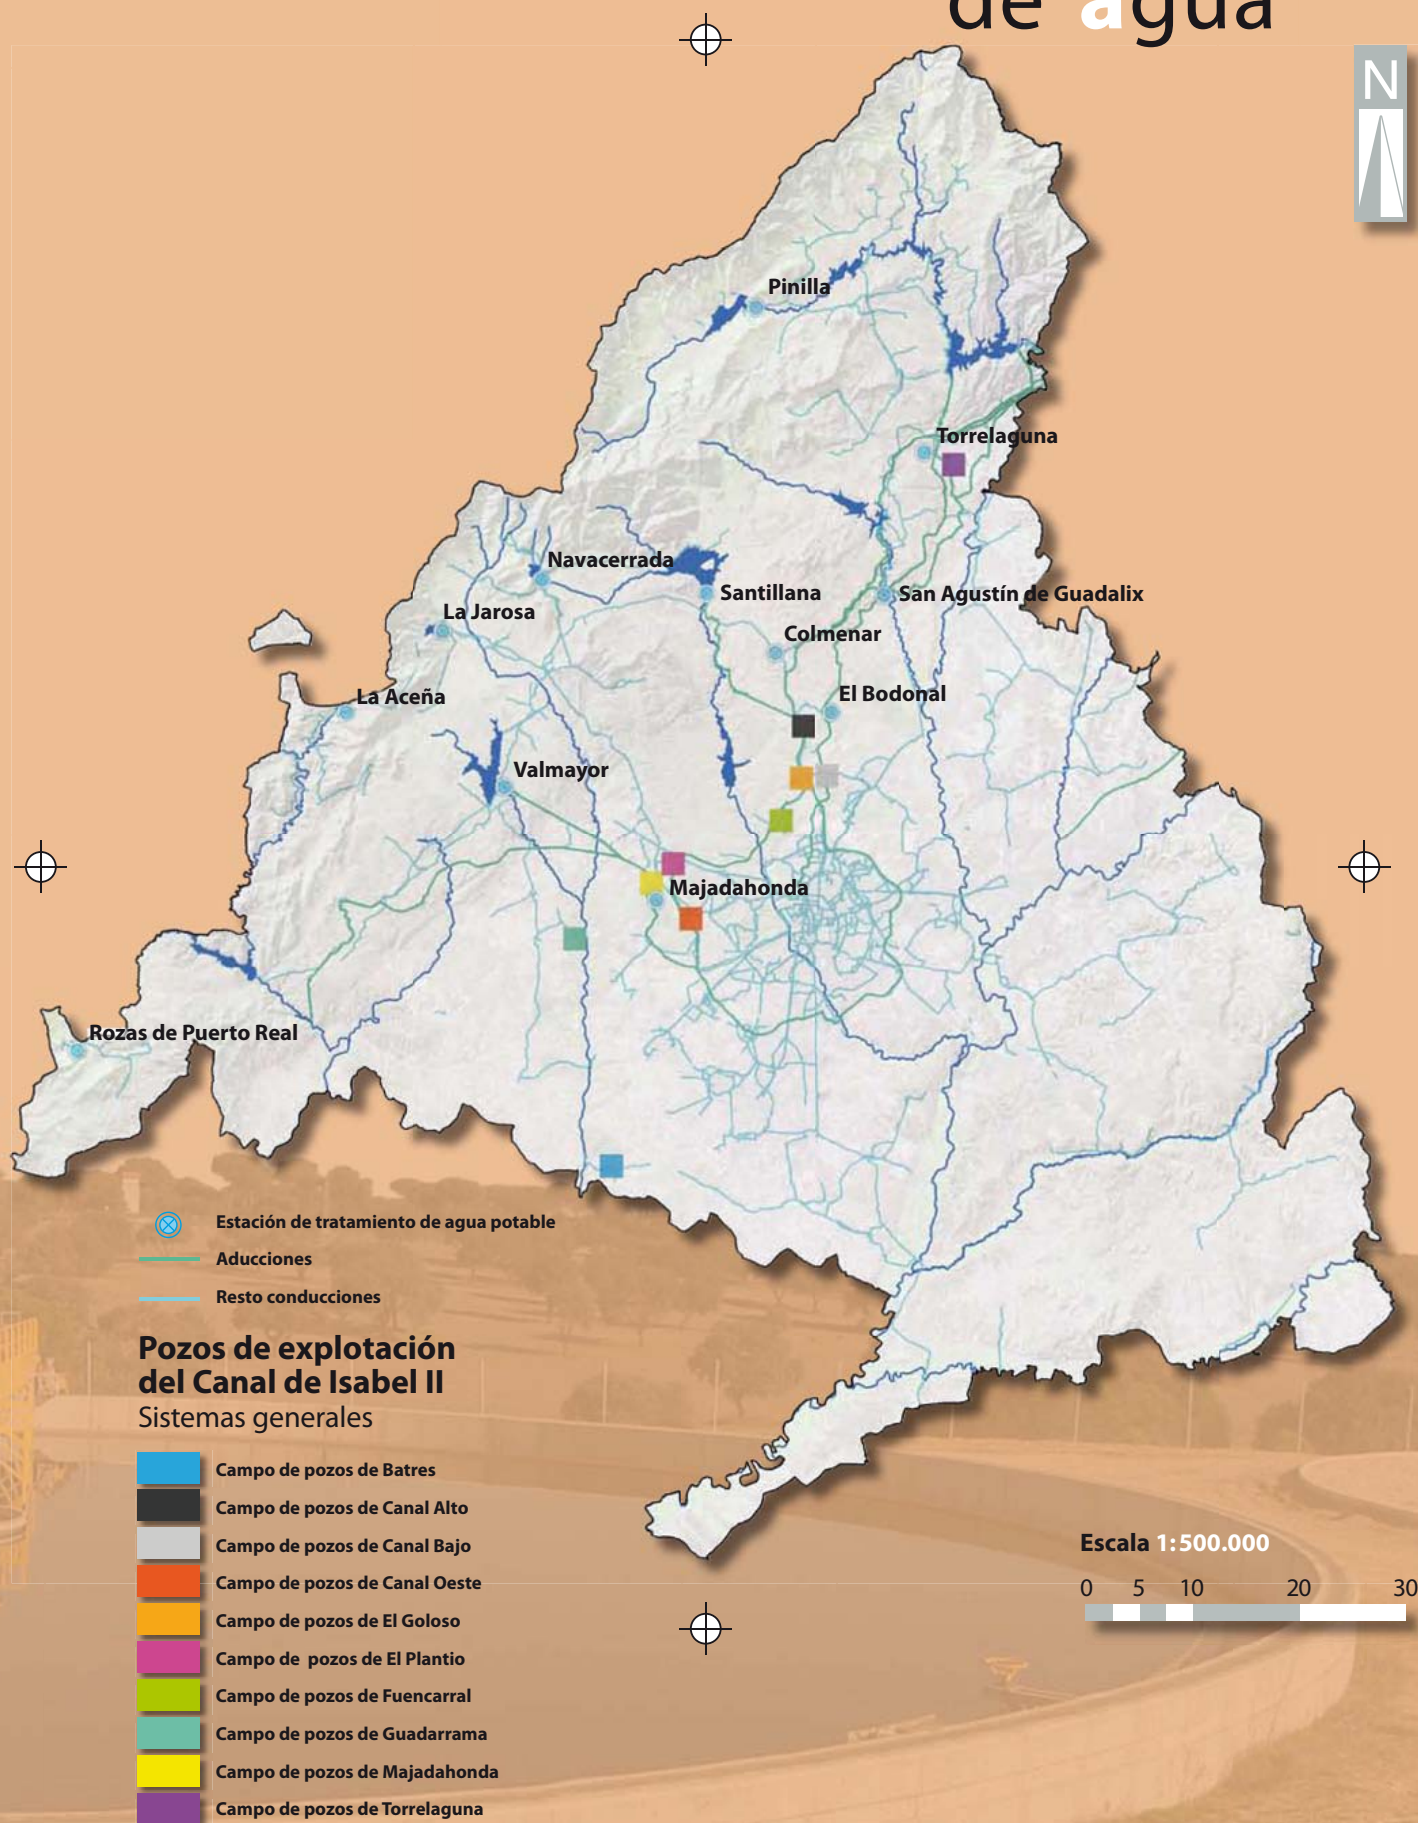 de agua
N
Pinilla
Torrelaguna
Navacerrada
Santillana
San Agustín de Guadalix
La Jarosa
Colmenar
La Aceña
El Bodonal
Valmayor
Majadahonda
Rozas de Puerto Real
Estación de tratamiento de agua potable
Aducciones
Resto conducciones
Pozos de explotación
del Canal de Isabel II
Sistemas generales
Campo de pozos de Batres
Campo de pozos de Canal Alto
Campo de pozos de Canal Bajo
Campo de pozos de Canal Oeste
Campo de pozos de El Goloso
Campo de pozos de El Plantio
Campo de pozos de Fuencarral
Campo de pozos de Guadarrama
Campo de pozos de Majadahonda
Campo de pozos de Torrelaguna
Escala 1:500.000
0 5 10 20 30